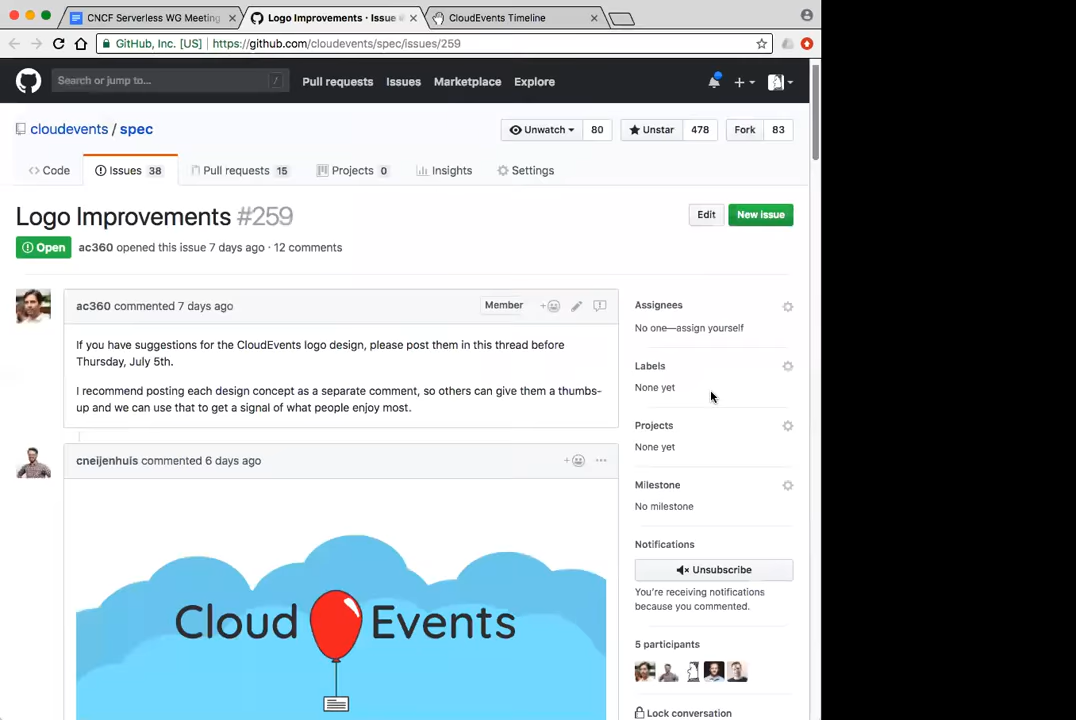 CNCF Serverless WG Meeting
Logo Improvements · Issue
CloudEvents Timeline
GitHub, Inc. [US] https://github.com/cloudevents/spec/issues/259
Search or jump to... /
Pull requests Issues Marketplace Explore
cloudevents / spec
Unwatch 80 Unstar 478 Fork 83
Code Issues 38 Pull requests 15 Projects 0 Insights Settings
Logo Improvements #259
Edit New issue
Open ac360 opened this issue 7 days ago · 12 comments
ac360 commented 7 days ago Member
If you have suggestions for the CloudEvents logo design, please post them in this thread before
Thursday, July 5th.
I recommend posting each design concept as a separate comment, so others can give them a thumbs-
up and we can use that to get a signal of what people enjoy most.
cneijenhuis commented 6 days ago
Cloud Events
Assignees
No one—assign yourself
Labels
None yet
Projects
None yet
Milestone
No milestone
Notifications
Unsubscribe
You're receiving notifications
because you commented.
5 participants
Lock conversation